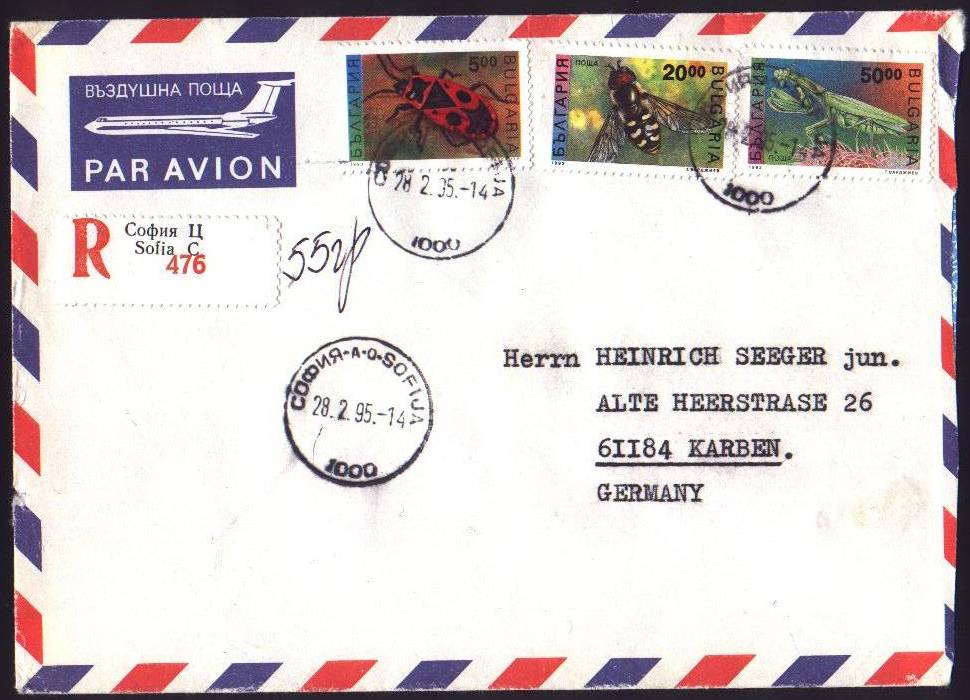 ВЪЗДУШНА ПОЩА
PAR AVION
БЪЛГАРИЯ
5.00
BULGARIA
БЪЛГАРИЯ
ПОЩА
20.00
BULGARIA
БЪЛГАРИЯ
ПОЩА
50.00
BULGARIA
28 2.95.-14
1000
1000
R
София Ц
Sofia C
476
55гр
СОФИЯ-А-0-SOFIJA
28.2.95.-14
1000
Herrn HEINRICH SEEGER jun.
ALTE HEERSTRASE 26
61184 KARBEN.
GERMANY